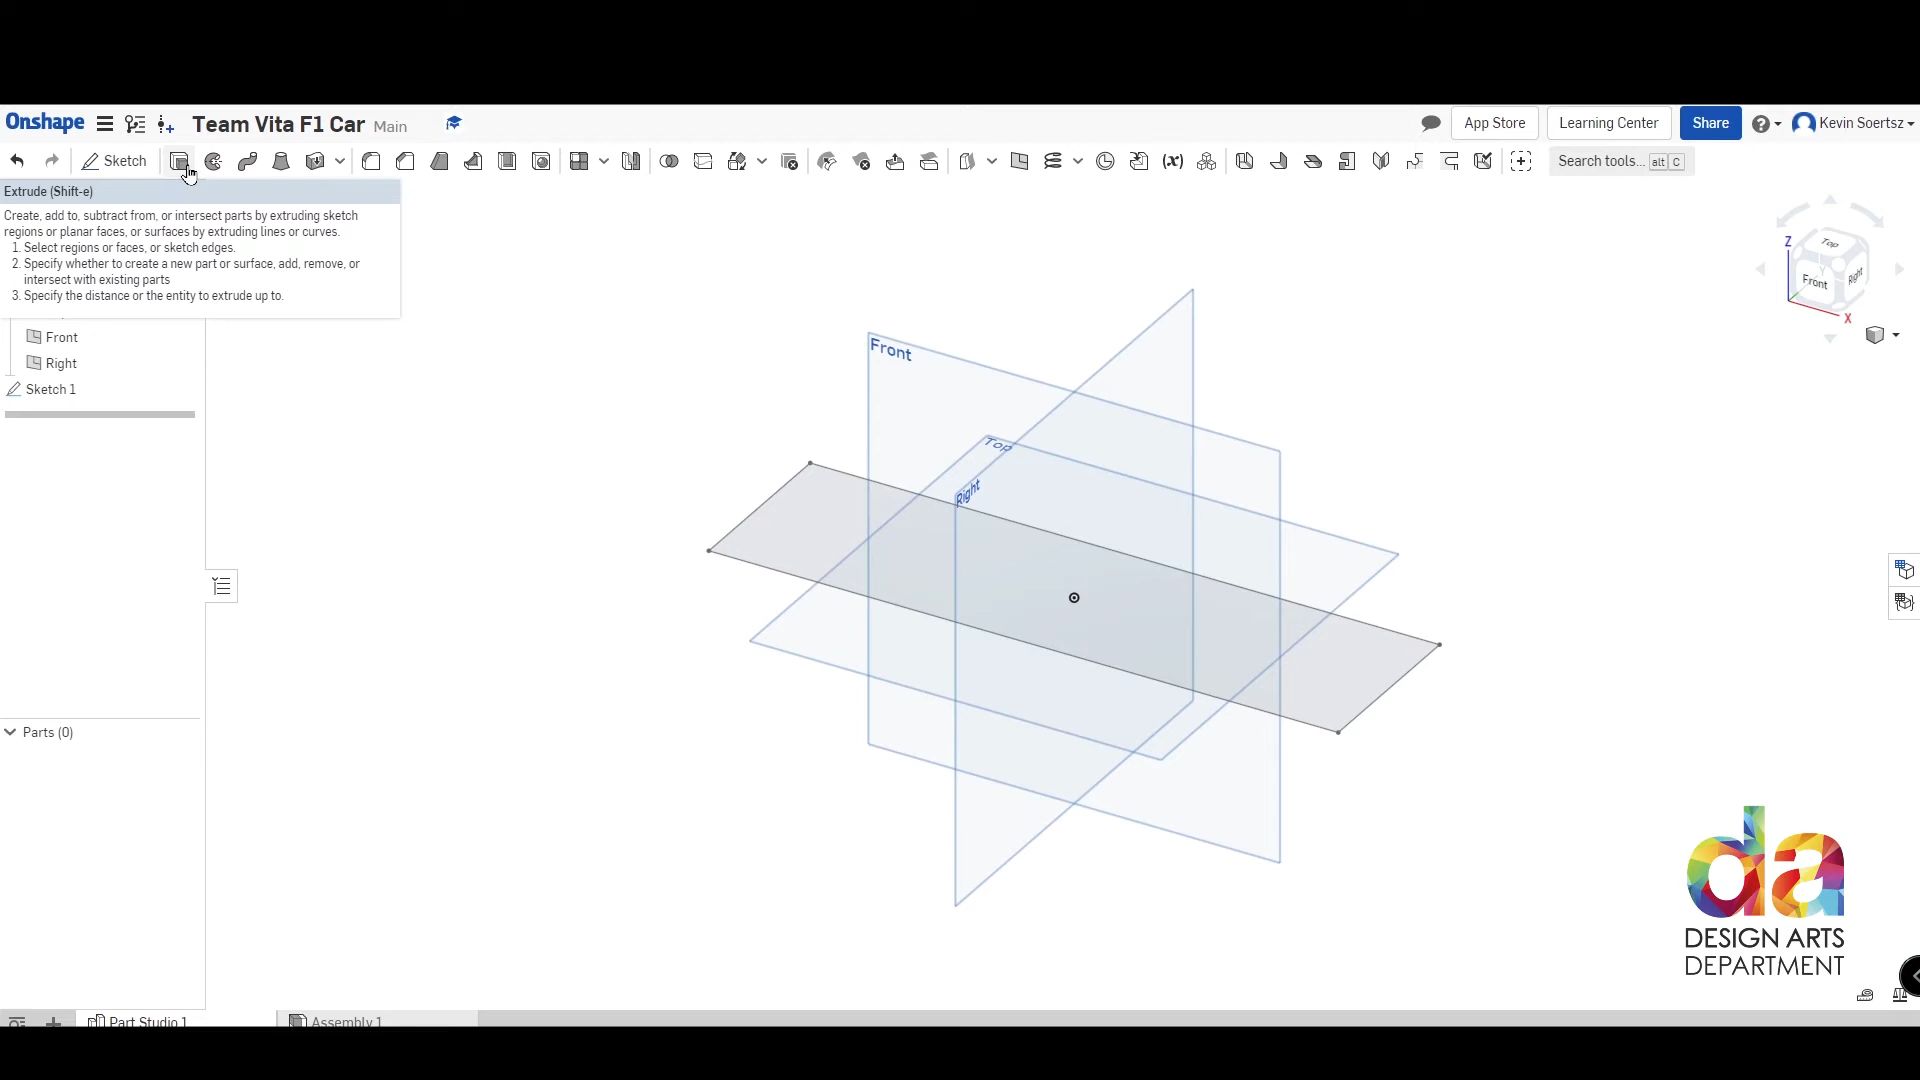 Onshape
Team Vita F1 Car Main
App Store
Learning Center
Share
Kevin Soertsz
Sketch
(x)
Search tools... alt C
Extrude (Shift-e)
Create, add to, subtract from, or intersect parts by extruding sketch
regions or planar faces, or surfaces by extruding lines or curves.
1. Select regions or faces, or sketch edges.
2. Specify whether to create a new part or surface, add, remove, or
intersect with existing parts
3. Specify the distance or the entity to extrude up to.
Front
Right
Sketch 1
Parts (0)
Front
Top
Right
Z
Top
Y
Front
Right
X
da
DESIGN ARTS
DEPARTMENT
Part Studio 1
Assembly 1